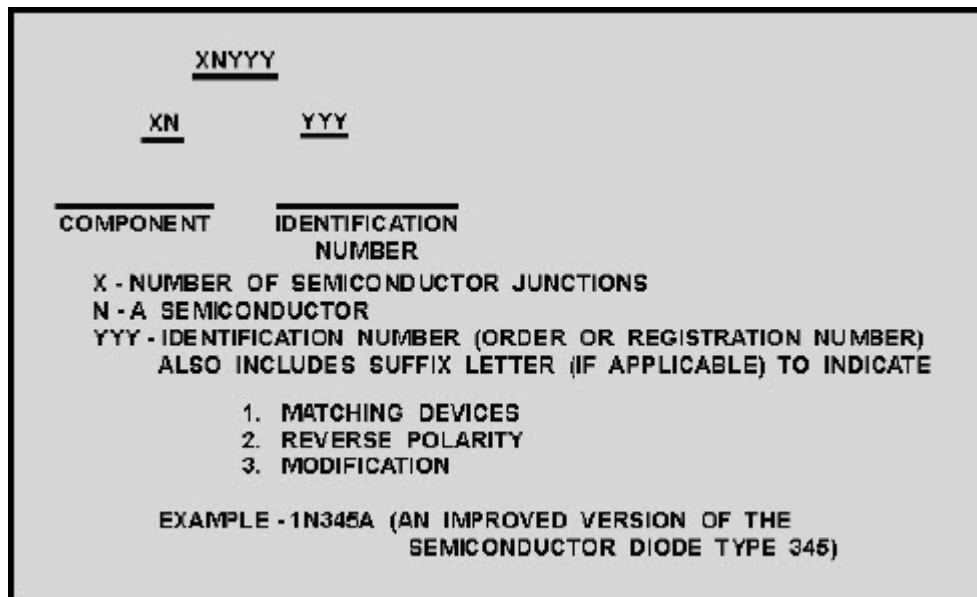 XNYYY
XN YYY
COMPONENT IDENTIFICATION
NUMBER
X - NUMBER OF SEMICONDUCTOR JUNCTIONS
N - A SEMICONDUCTOR
YYY - IDENTIFICATION NUMBER (ORDER OR REGISTRATION NUMBER)
ALSO INCLUDES SUFFIX LETTER (IF APPLICABLE) TO INDICATE
1. MATCHING DEVICES
2. REVERSE POLARITY
3. MODIFICATION
EXAMPLE - 1N345A (AN IMPROVED VERSION OF THE
SEMICONDUCTOR DIODE TYPE 345)